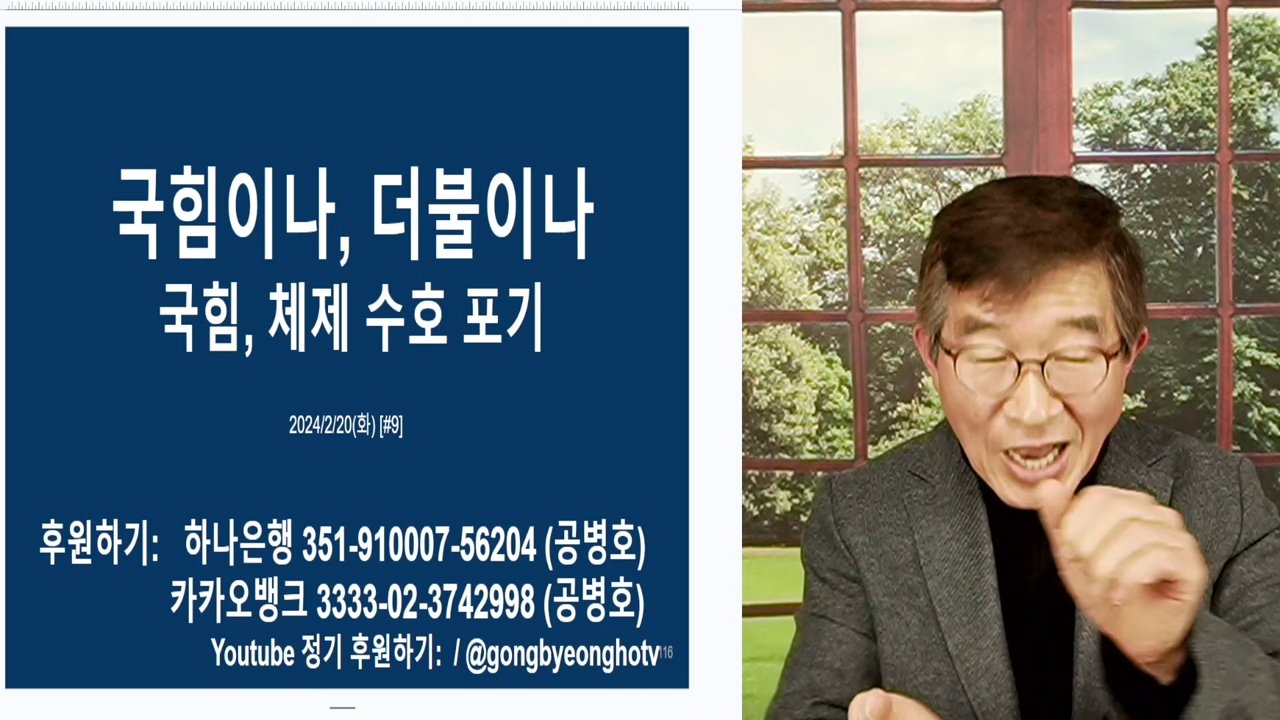 국힘이나, 더불이나
국힘, 체제 수호 포기
2024/2/20(화) [#9]
후원하기: 하나은행 351-910007-56204 (공병호)
카카오뱅크 3333-02-3742998 (공병호)
Youtube 정기 후원하기: / @gongbyeonghotv
116